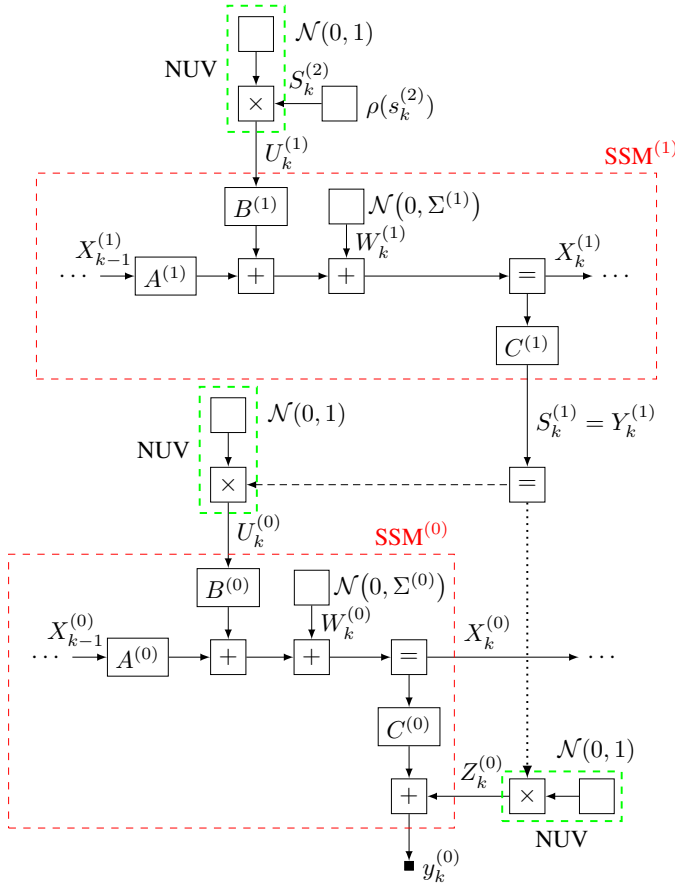 𝒩(0, 1)
NUV
S_k^{(2)}
×
ρ(s_k^{(2)})
U_k^{(1)}
SSM^{(1)}
B^{(1)}
𝒩(0, Σ^{(1)})
W_k^{(1)}
X_{k−1}^{(1)}
X_k^{(1)}
· · ·
A^{(1)}
+
+
=
· · ·
C^{(1)}
𝒩(0, 1)
S_k^{(1)} = Y_k^{(1)}
NUV
×
=
U_k^{(0)}
SSM^{(0)}
B^{(0)}
𝒩(0, Σ^{(0)})
W_k^{(0)}
X_{k−1}^{(0)}
X_k^{(0)}
· · ·
A^{(0)}
+
+
=
· · ·
C^{(0)}
𝒩(0, 1)
Z_k^{(0)}
+
×
NUV
y_k^{(0)}